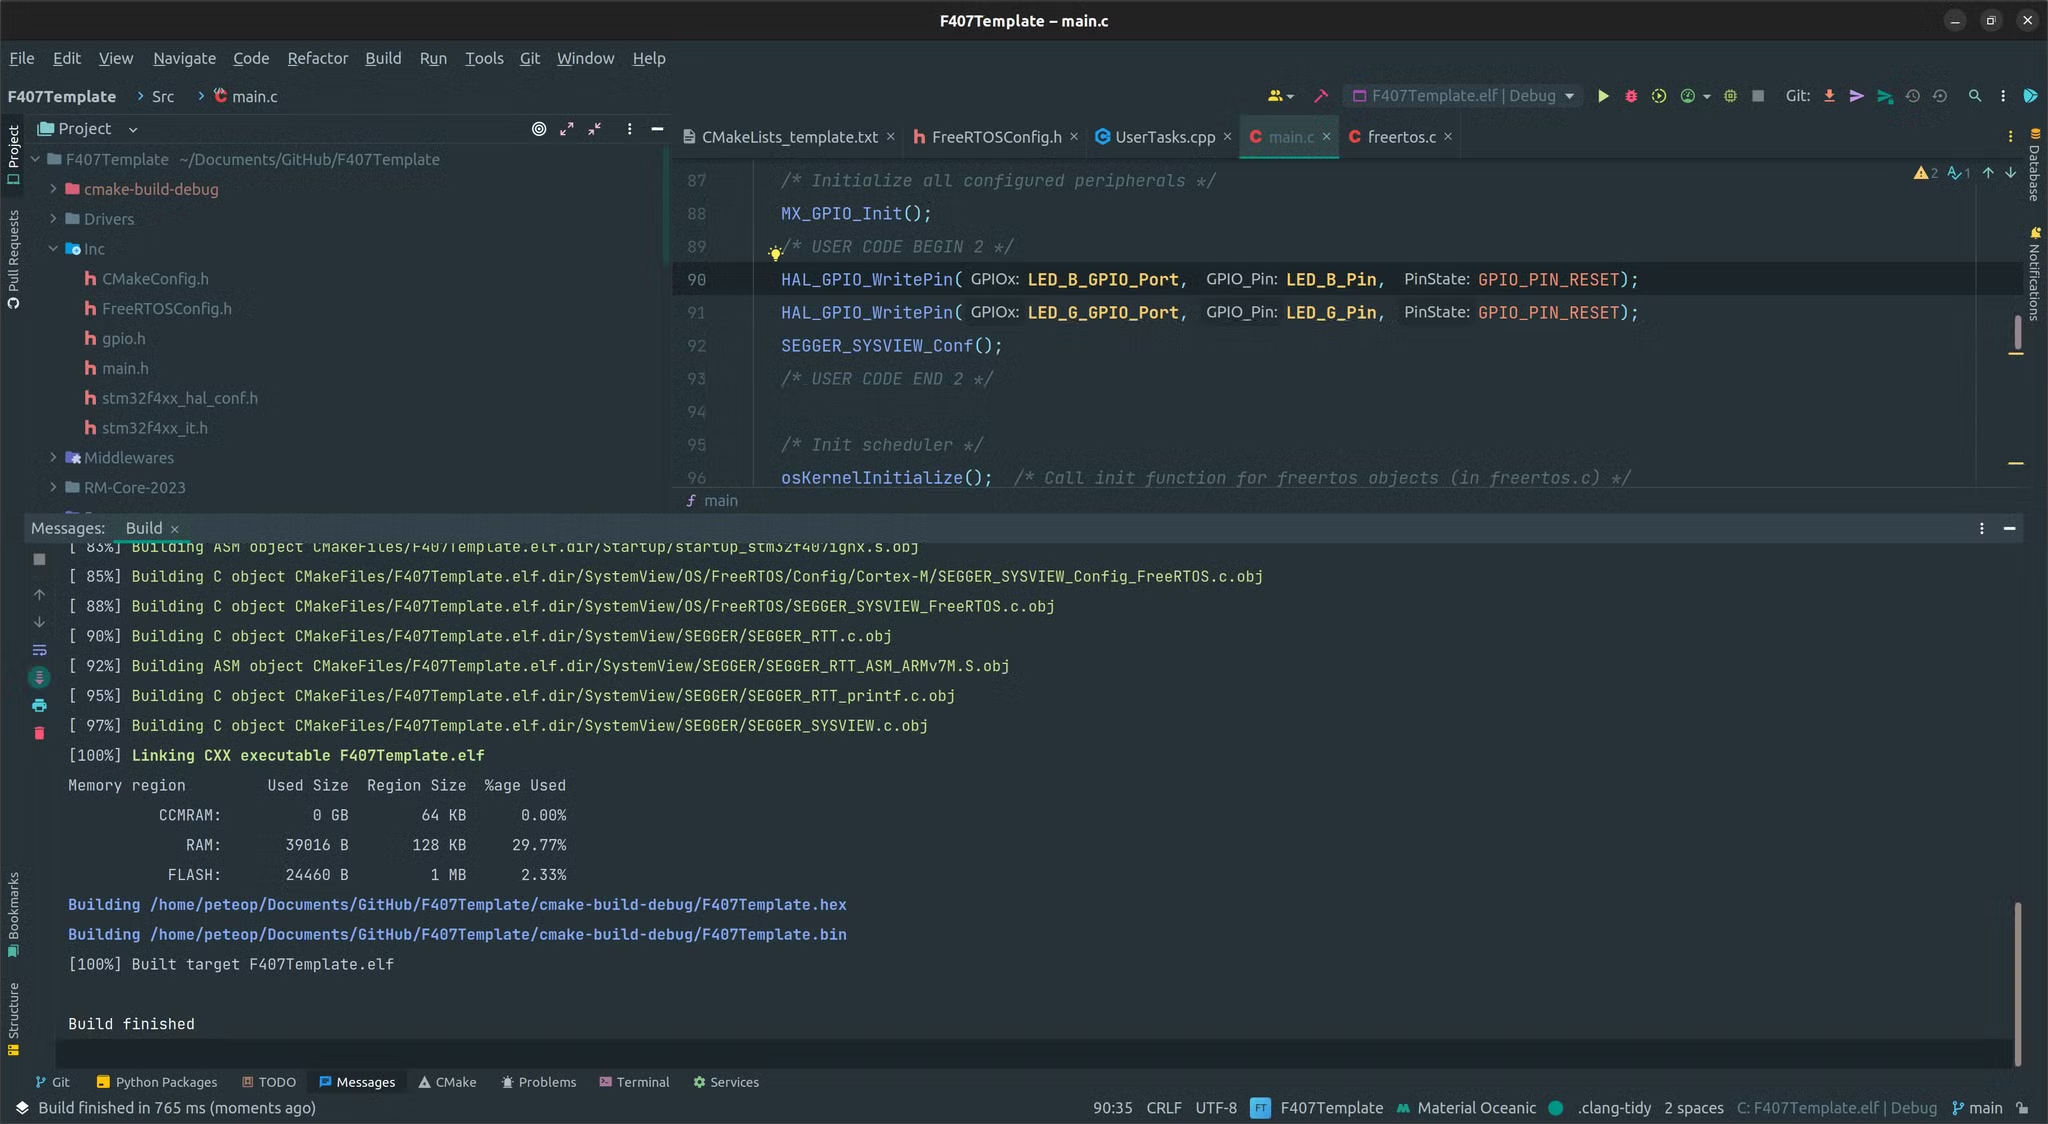 F407Template – main.c
File Edit View Navigate Code Refactor Build Run Tools Git Window Help
F407Template Src main.c
F407Template.elf | Debug Git:
Project
CMakeLists_template.txt FreeRTOSConfig.h UserTasks.cpp main.c freertos.c
Project
Pull Requests
F407Template ~/Documents/GitHub/F407Template
cmake-build-debug
Drivers
Inc
CMakeConfig.h
FreeRTOSConfig.h
gpio.h
main.h
stm32f4xx_hal_conf.h
stm32f4xx_it.h
Middlewares
RM-Core-2023
87 /* Initialize all configured peripherals */
88 MX_GPIO_Init();
89 /* USER CODE BEGIN 2 */
90 HAL_GPIO_WritePin( GPIOx: LED_B_GPIO_Port, GPIO_Pin: LED_B_Pin, PinState: GPIO_PIN_RESET);
91 HAL_GPIO_WritePin( GPIOx: LED_G_GPIO_Port, GPIO_Pin: LED_G_Pin, PinState: GPIO_PIN_RESET);
92 SEGGER_SYSVIEW_Conf();
93 /* USER CODE END 2 */
94
95 /* Init scheduler */
96 osKernelInitialize(); /* Call init function for freertos objects (in freertos.c) */
f main
2 1
Database
Notifications
Messages: Build
[ 83%] Building ASM object CMakeFiles/F407Template.elf.dir/Startup/startup_stm32f407ighx.s.obj
[ 85%] Building C object CMakeFiles/F407Template.elf.dir/SystemView/OS/FreeRTOS/Config/Cortex-M/SEGGER_SYSVIEW_Config_FreeRTOS.c.obj
[ 88%] Building C object CMakeFiles/F407Template.elf.dir/SystemView/OS/FreeRTOS/SEGGER_SYSVIEW_FreeRTOS.c.obj
[ 90%] Building C object CMakeFiles/F407Template.elf.dir/SystemView/SEGGER/SEGGER_RTT.c.obj
[ 92%] Building ASM object CMakeFiles/F407Template.elf.dir/SystemView/SEGGER/SEGGER_RTT_ASM_ARMv7M.S.obj
[ 95%] Building C object CMakeFiles/F407Template.elf.dir/SystemView/SEGGER/SEGGER_RTT_printf.c.obj
[ 97%] Building C object CMakeFiles/F407Template.elf.dir/SystemView/SEGGER/SEGGER_SYSVIEW.c.obj
[100%] Linking CXX executable F407Template.elf
Memory region Used Size Region Size %age Used
CCMRAM: 0 GB 64 KB 0.00%
RAM: 39016 B 128 KB 29.77%
FLASH: 24460 B 1 MB 2.33%
Building /home/peteop/Documents/GitHub/F407Template/cmake-build-debug/F407Template.hex
Building /home/peteop/Documents/GitHub/F407Template/cmake-build-debug/F407Template.bin
[100%] Built target F407Template.elf
Build finished
Bookmarks
Structure
Git Python Packages TODO Messages CMake Problems Terminal Services
Build finished in 765 ms (moments ago)
90:35 CRLF UTF-8 FT F407Template Material Oceanic .clang-tidy 2 spaces C: F407Template.elf | Debug main